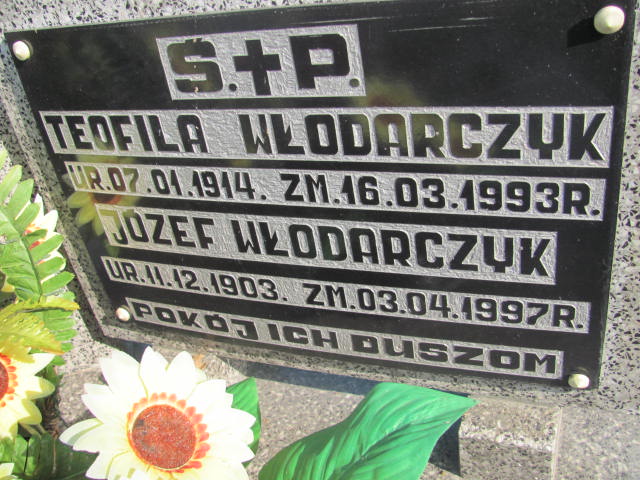 Ś.✝P.
TEOFILA WŁODARCZYK
UR.07.01.1914. ZM.16.03.1993R.
JÓZEF WŁODARCZYK
UR.11.12.1903. ZM.03.04.1997R.
POKÓJ ICH DUSZOM